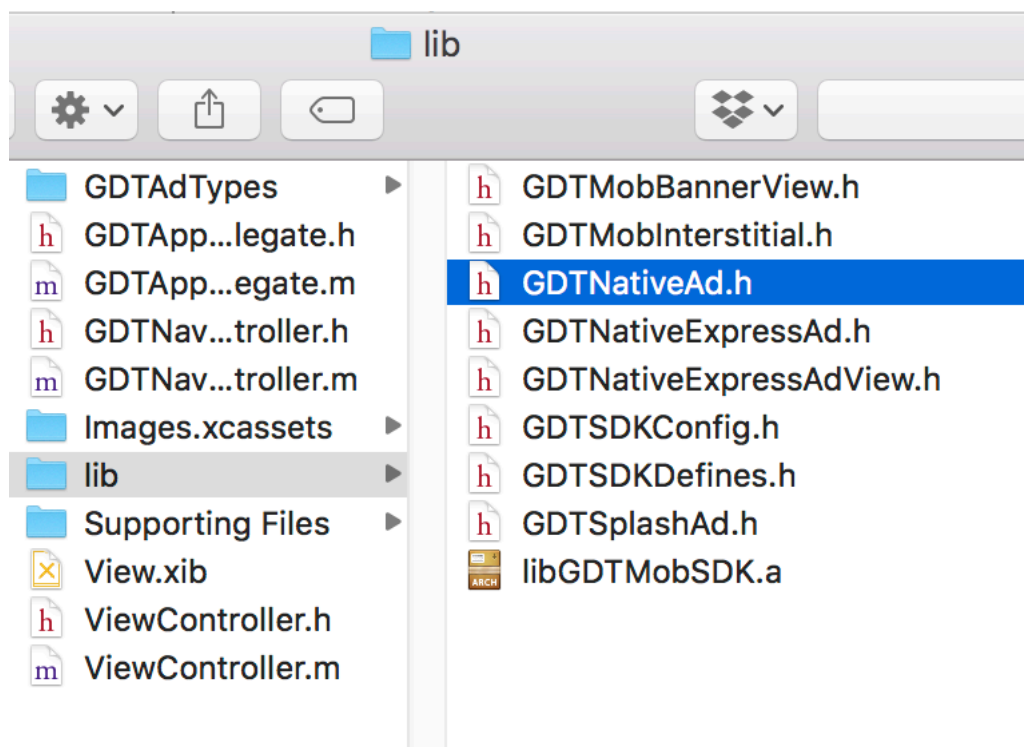 lib
GDTAdTypes
h GDTApp...legate.h
m GDTApp...egate.m
h GDTNav...troller.h
m GDTNav...troller.m
Images.xcassets
lib
Supporting Files
View.xib
h ViewController.h
m ViewController.m
h GDTMobBannerView.h
h GDTMobInterstitial.h
h GDTNativeAd.h
h GDTNativeExpressAd.h
h GDTNativeExpressAdView.h
h GDTSDKConfig.h
h GDTSDKDefines.h
h GDTSplashAd.h
ARCH libGDTMobSDK.a